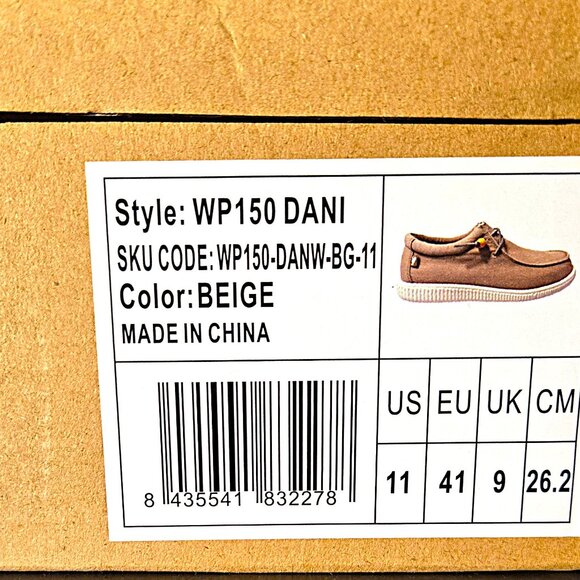 Style: WP150 DANI
SKU CODE: WP150-DANW-BG-11
Color: BEIGE
MADE IN CHINA
8 435541 832278
US EU UK CM
11 41 9 26.2